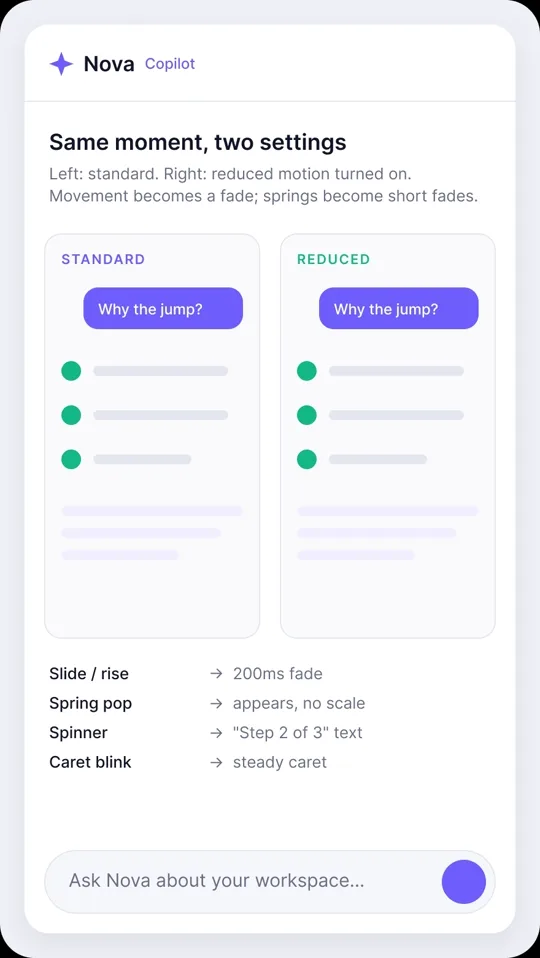 Nova Copilot
Same moment, two settings
Left: standard. Right: reduced motion turned on.
Movement becomes a fade; springs become short fades.
STANDARD
Why the jump?
REDUCED
Why the jump?
Slide / rise → 200ms fade
Spring pop → appears, no scale
Spinner → "Step 2 of 3" text
Caret blink → steady caret
Ask Nova about your workspace...